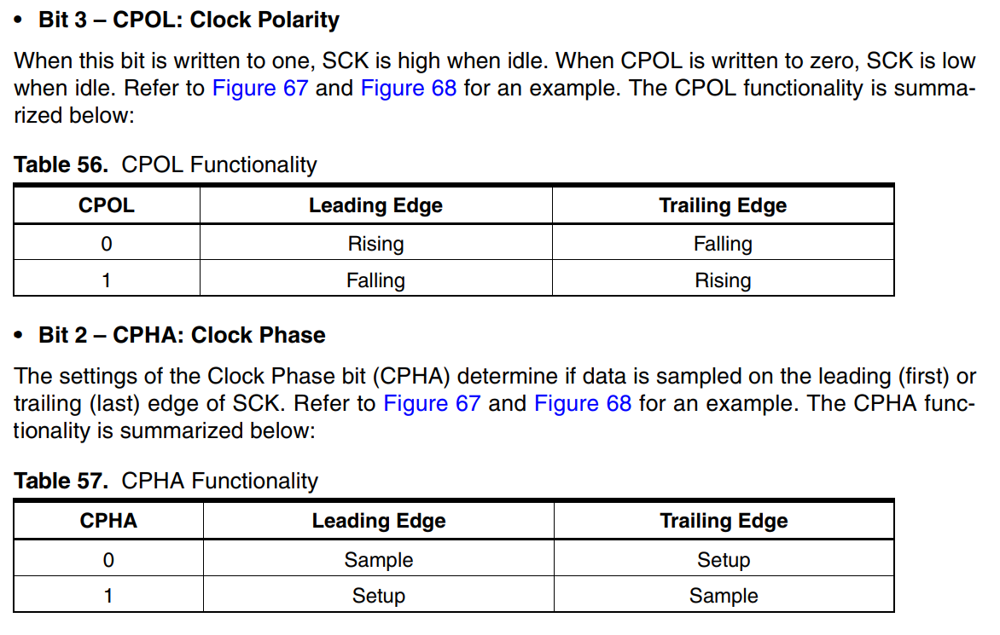 • Bit 3 – CPOL: Clock Polarity
When this bit is written to one, SCK is high when idle. When CPOL is written to zero, SCK is low
when idle. Refer to Figure 67 and Figure 68 for an example. The CPOL functionality is summa-
rized below:
Table 56. CPOL Functionality
CPOL Leading Edge Trailing Edge
0 Rising Falling
1 Falling Rising
• Bit 2 – CPHA: Clock Phase
The settings of the Clock Phase bit (CPHA) determine if data is sampled on the leading (first) or
trailing (last) edge of SCK. Refer to Figure 67 and Figure 68 for an example. The CPHA func-
tionality is summarized below:
Table 57. CPHA Functionality
CPHA Leading Edge Trailing Edge
0 Sample Setup
1 Setup Sample